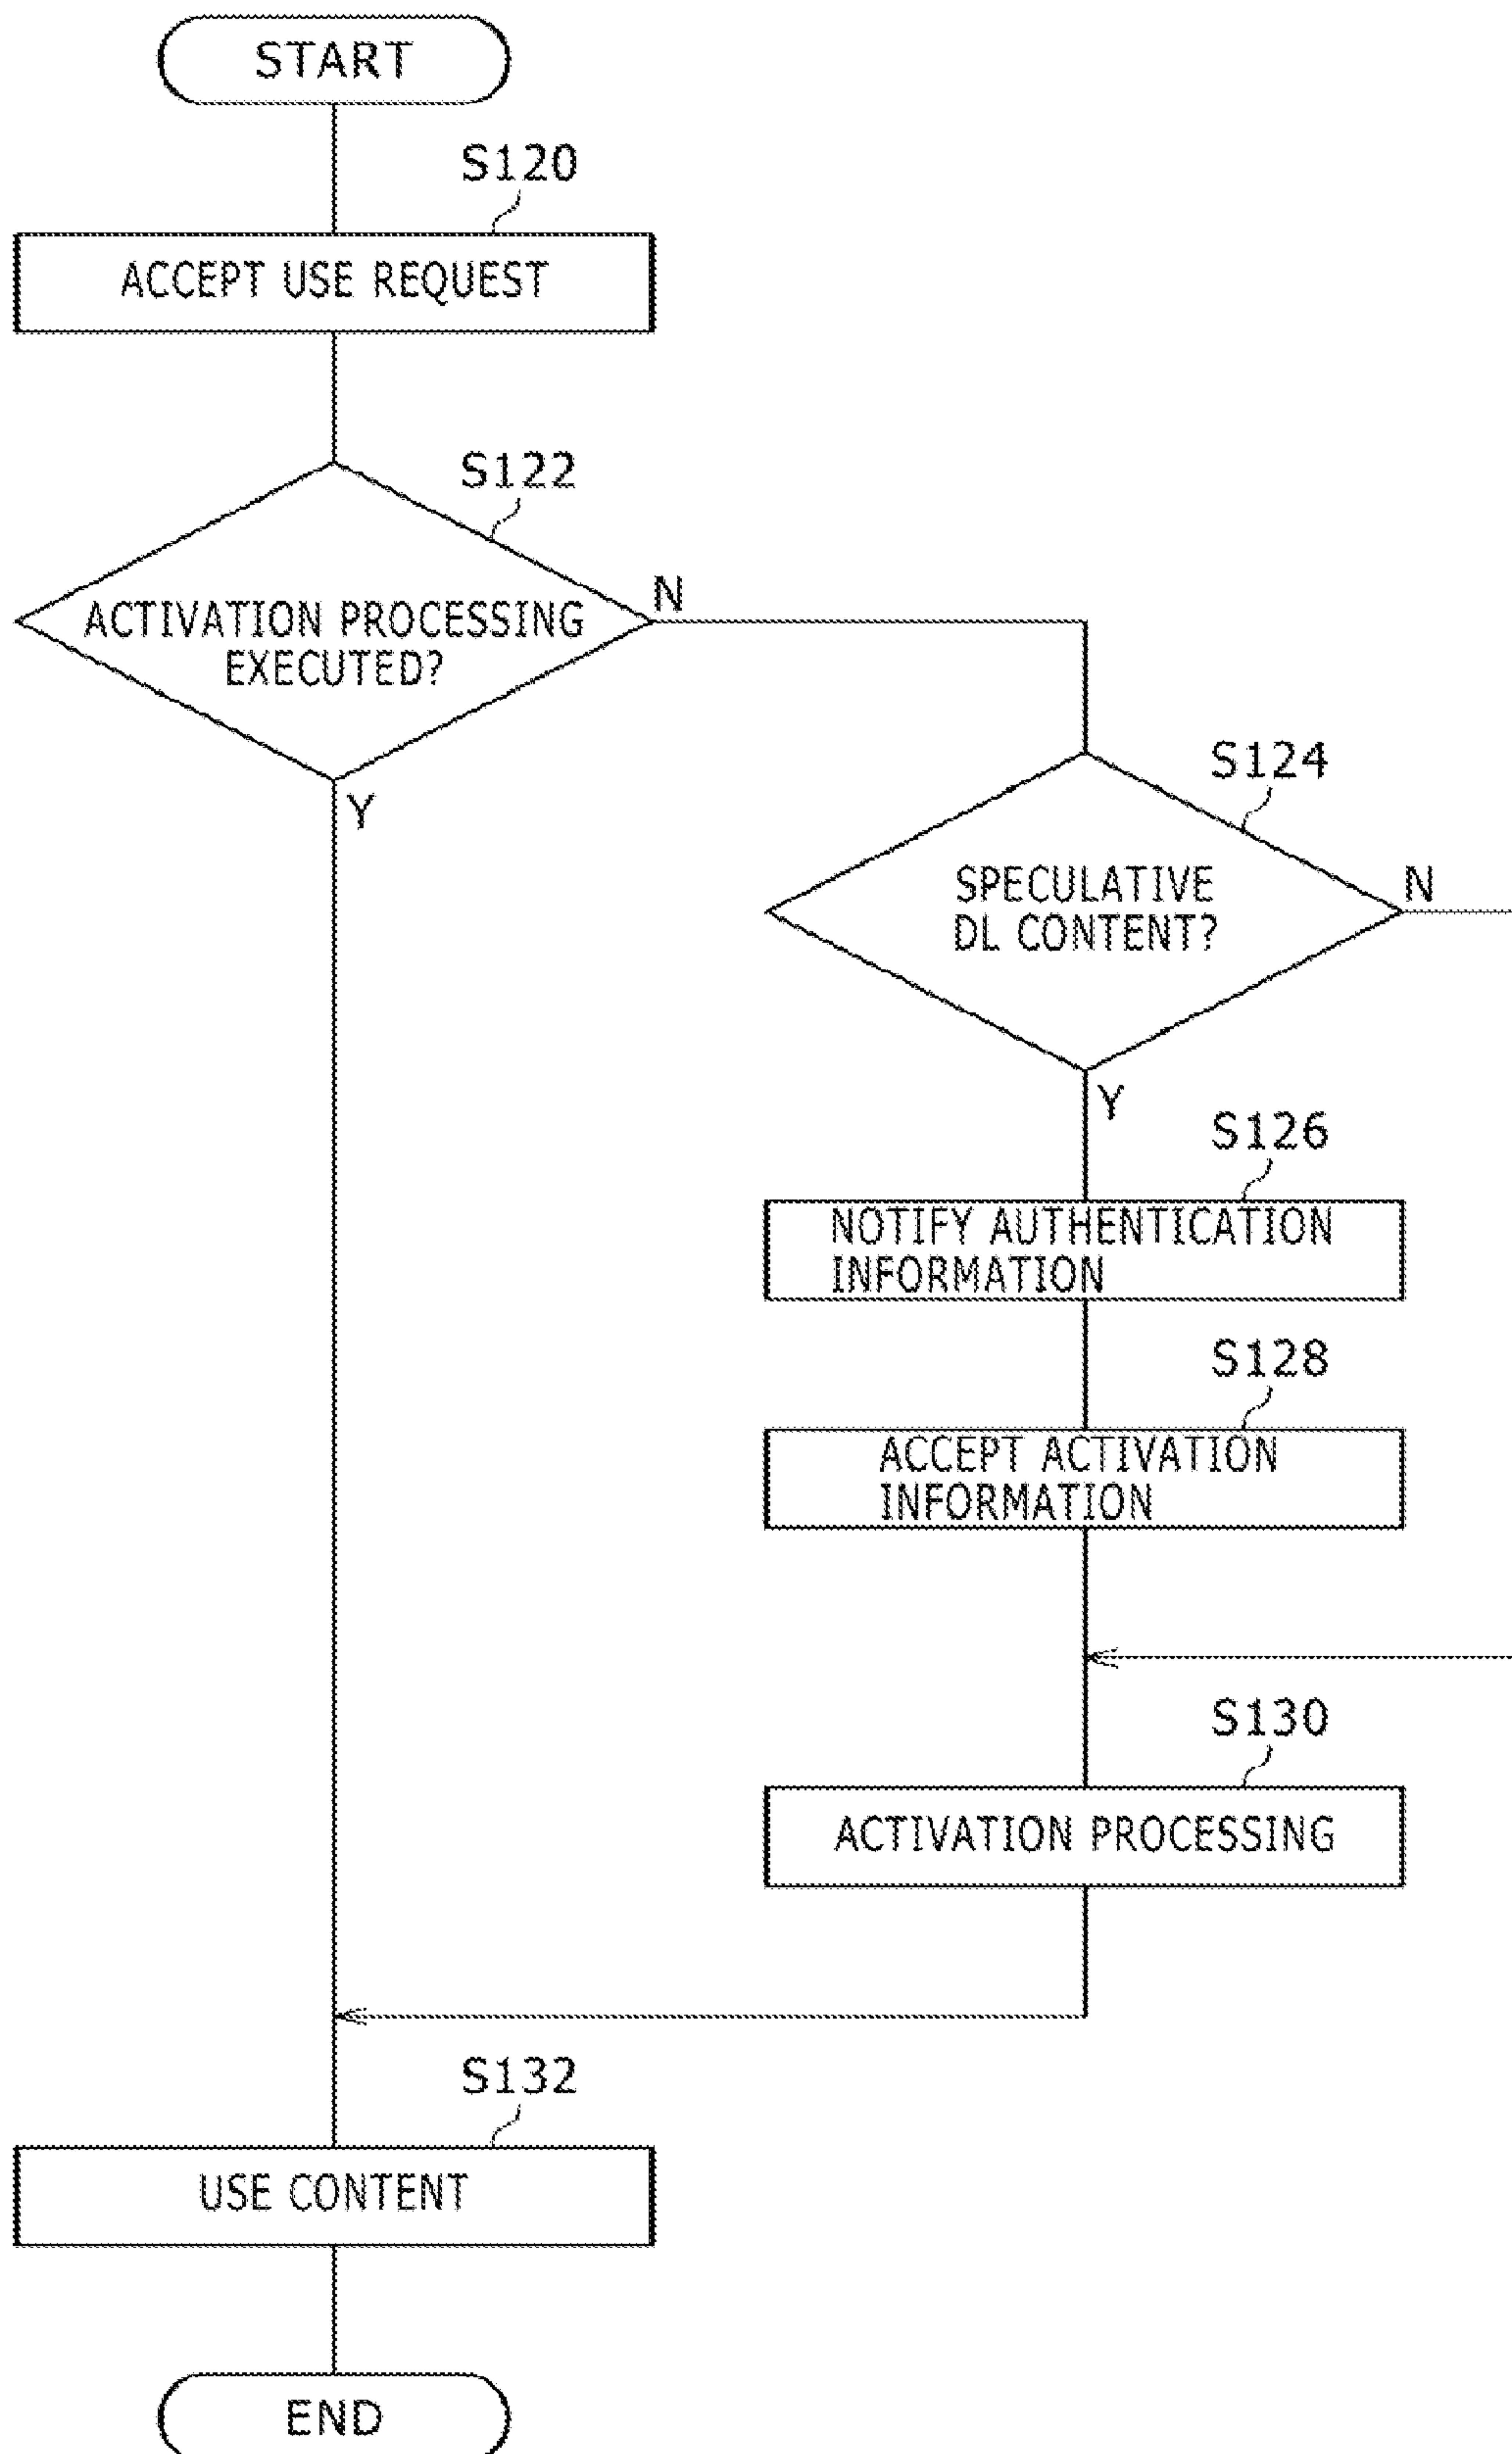 START
S120
ACCEPT USE REQUEST
S122
ACTIVATION PROCESSING
EXECUTED?
N
Y
S124
SPECULATIVE
DL CONTENT?
N
Y
S126
NOTIFY AUTHENTICATION
INFORMATION
S128
ACCEPT ACTIVATION
INFORMATION
S130
ACTIVATION PROCESSING
S132
USE CONTENT
END